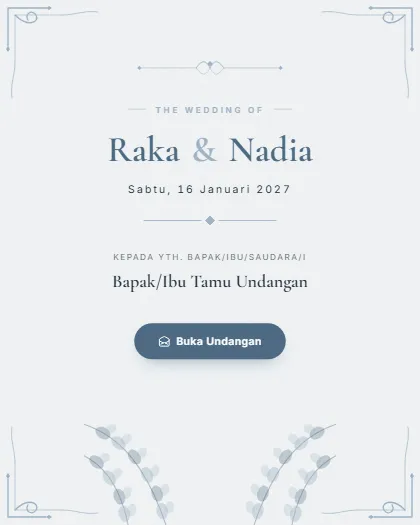 THE WEDDING OF
Raka & Nadia
Sabtu, 16 Januari 2027
KEPADA YTH. BAPAK/IBU/SAUDARA/I
Bapak/Ibu Tamu Undangan
Buka Undangan